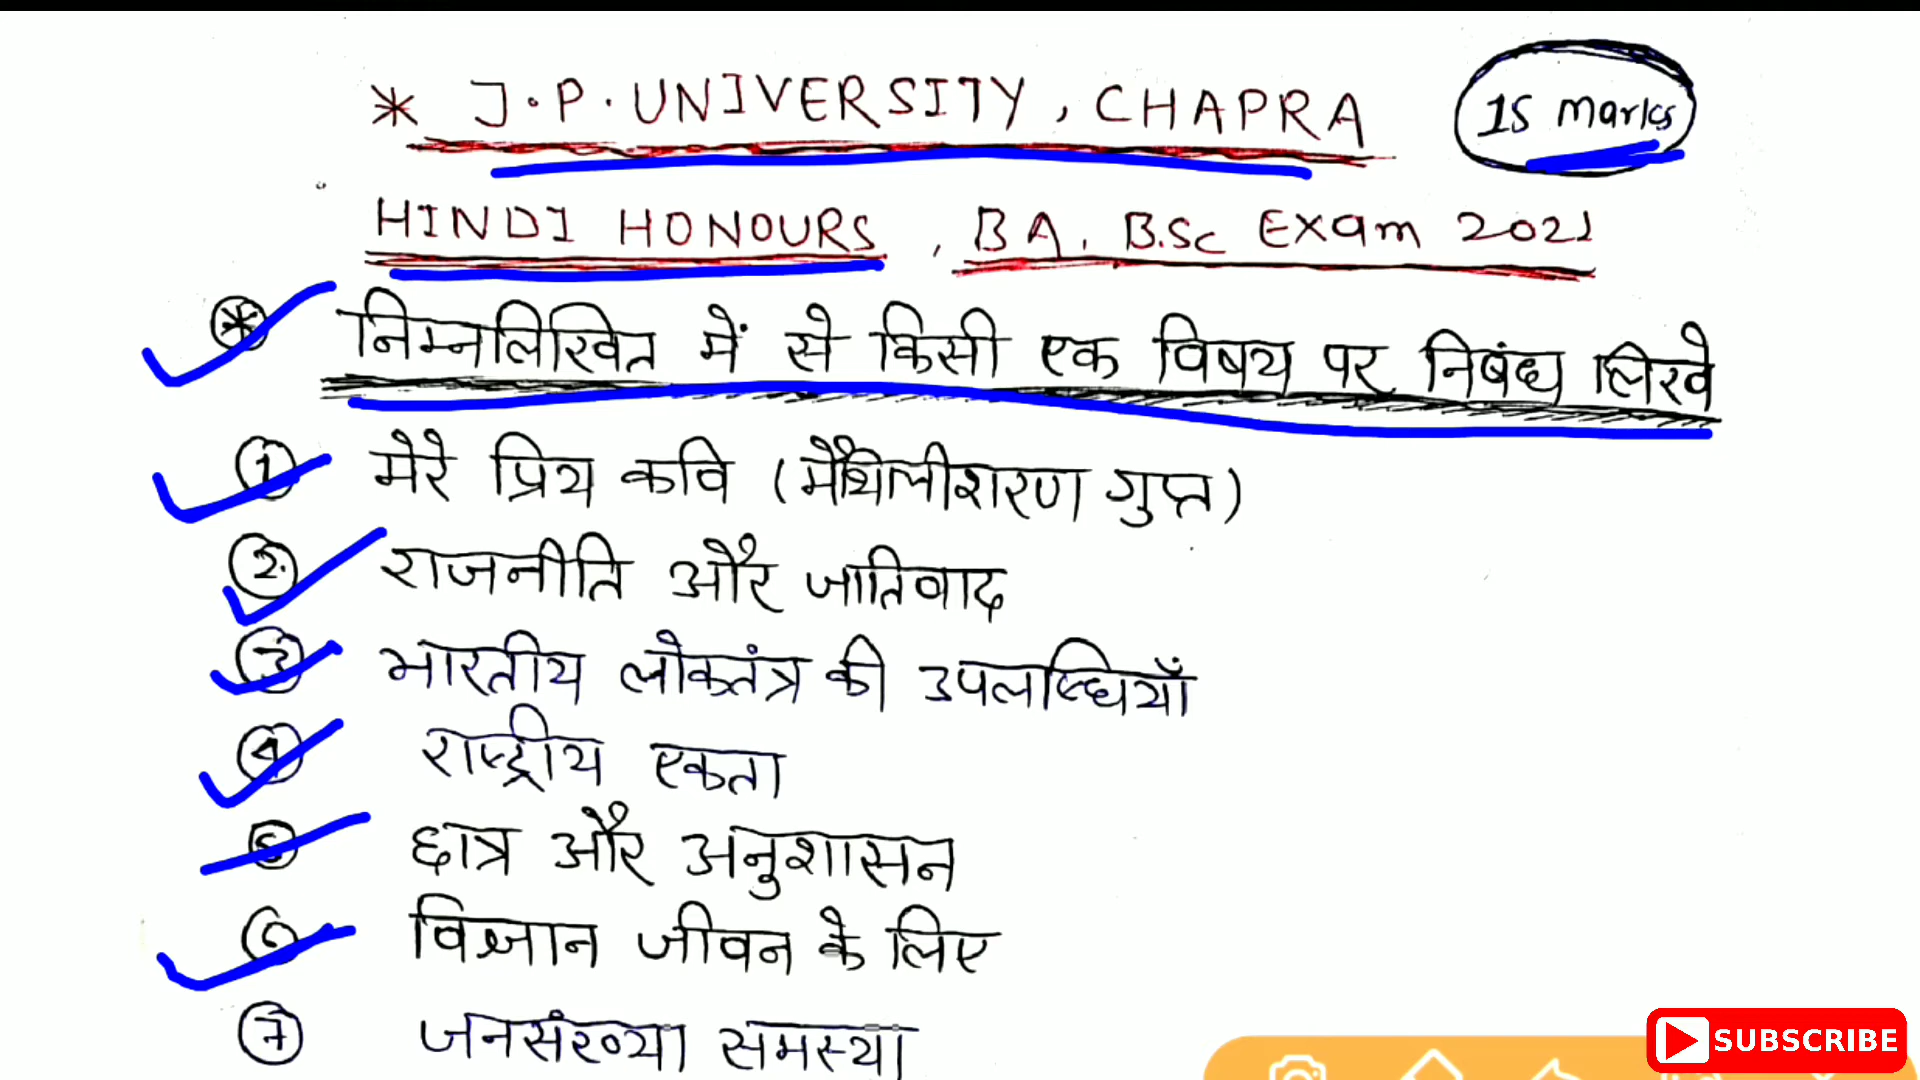 * J.P. UNIVERSITY, CHAPRA
15 marks
HINDI HONOURS, BA, B.Sc Exam 2021
* निम्नलिखित में से किसी एक विषय पर निबंध लिखे
1 मेरे प्रिय कवि (मैथिलीशरण गुप्त)
2. राजनीति और जातिवाद
3 भारतीय लोकतंत्र की उपलब्धियाँ
4 राष्ट्रीय एकता
5 छात्र और अनुशासन
6 विज्ञान जीवन के लिए
7 जनसंख्या समस्या
SUBSCRIBE